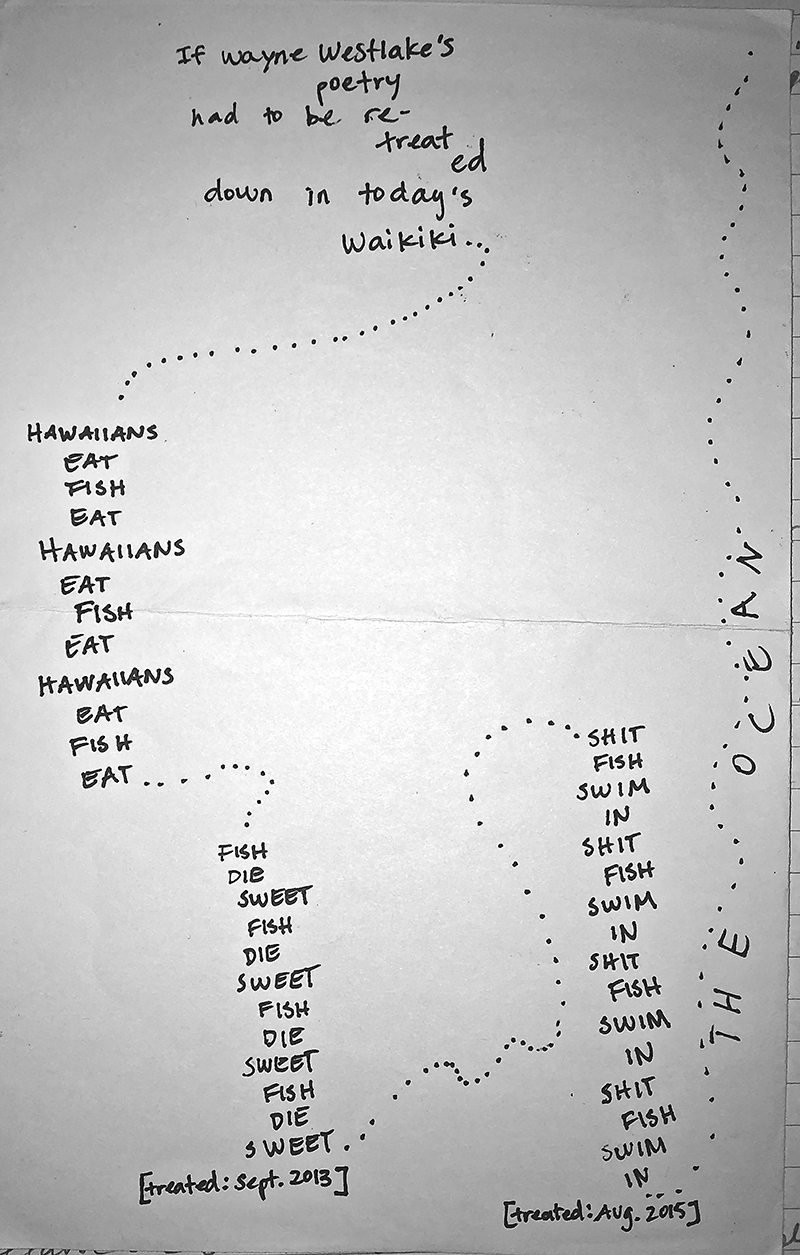 If wayne Westlake's
poetry
had to be re-
treat
ed
down in today's
Waikiki...
HAWAIIANS
EAT
FISH
EAT
HAWAIIANS
EAT
FISH
EAT
HAWAIIANS
EAT
FISH
EAT...
FISH
DIE
SWEET
FISH
DIE
SWEET
FISH
DIE
SWEET
FISH
DIE
SWEET..
[treated: Sept. 2013]
SHIT
FISH
SWIM
IN
SHIT
FISH
SWIM
IN
SHIT
FISH
SWIM
IN
SHIT
FISH
SWIM
IN...
[treated: Aug. 2015]
THE OCEAN